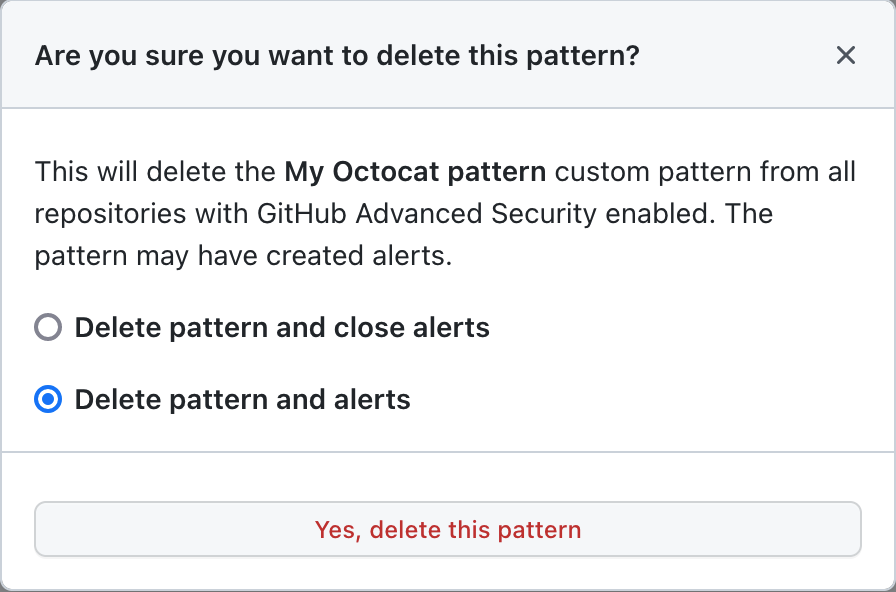 Are you sure you want to delete this pattern?
This will delete the My Octocat pattern custom pattern from all
repositories with GitHub Advanced Security enabled. The
pattern may have created alerts.
Delete pattern and close alerts
Delete pattern and alerts
Yes, delete this pattern